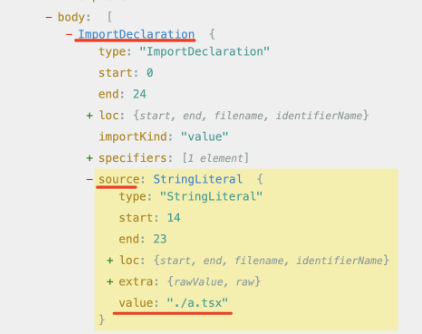 − body: [
− ImportDeclaration {
type: "ImportDeclaration"
start: 0
end: 24
+ loc: {start, end, filename, identifierName}
importKind: "value"
+ specifiers: [1 element]
− source: StringLiteral {
type: "StringLiteral"
start: 14
end: 23
+ loc: {start, end, filename, identifierName}
+ extra: {rawValue, raw}
value: "./a.tsx"
}